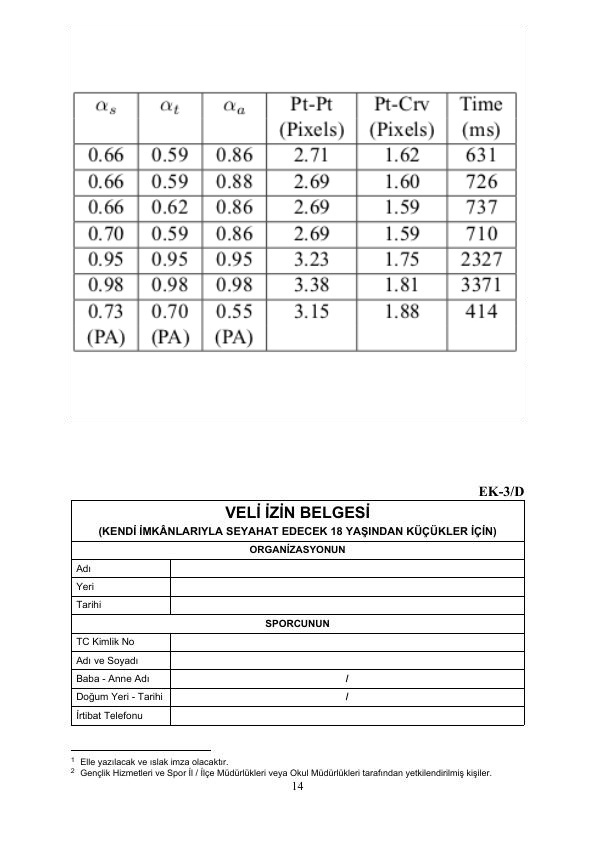 αs αt αa Pt-Pt (Pixels) Pt-Crv (Pixels) Time (ms)
0.66 0.59 0.86 2.71 1.62 631
0.66 0.59 0.88 2.69 1.60 726
0.66 0.62 0.86 2.69 1.59 737
0.70 0.59 0.86 2.69 1.59 710
0.95 0.95 0.95 3.23 1.75 2327
0.98 0.98 0.98 3.38 1.81 3371
0.73 (PA) 0.70 (PA) 0.55 (PA) 3.15 1.88 414
EK-3/D
VELİ İZİN BELGESİ
(KENDİ İMKÂNLARIYLA SEYAHAT EDECEK 18 YAŞINDAN KÜÇÜKLER İÇİN)
ORGANİZASYONUN
Adı
Yeri
Tarihi
SPORCUNUN
TC Kimlik No
Adı ve Soyadı
Baba - Anne Adı /
Doğum Yeri - Tarihi /
İrtibat Telefonu
1 Elle yazılacak ve ıslak imza olacaktır.
2 Gençlik Hizmetleri ve Spor İl / İlçe Müdürlükleri veya Okul Müdürlükleri tarafından yetkilendirilmiş kişiler.
14